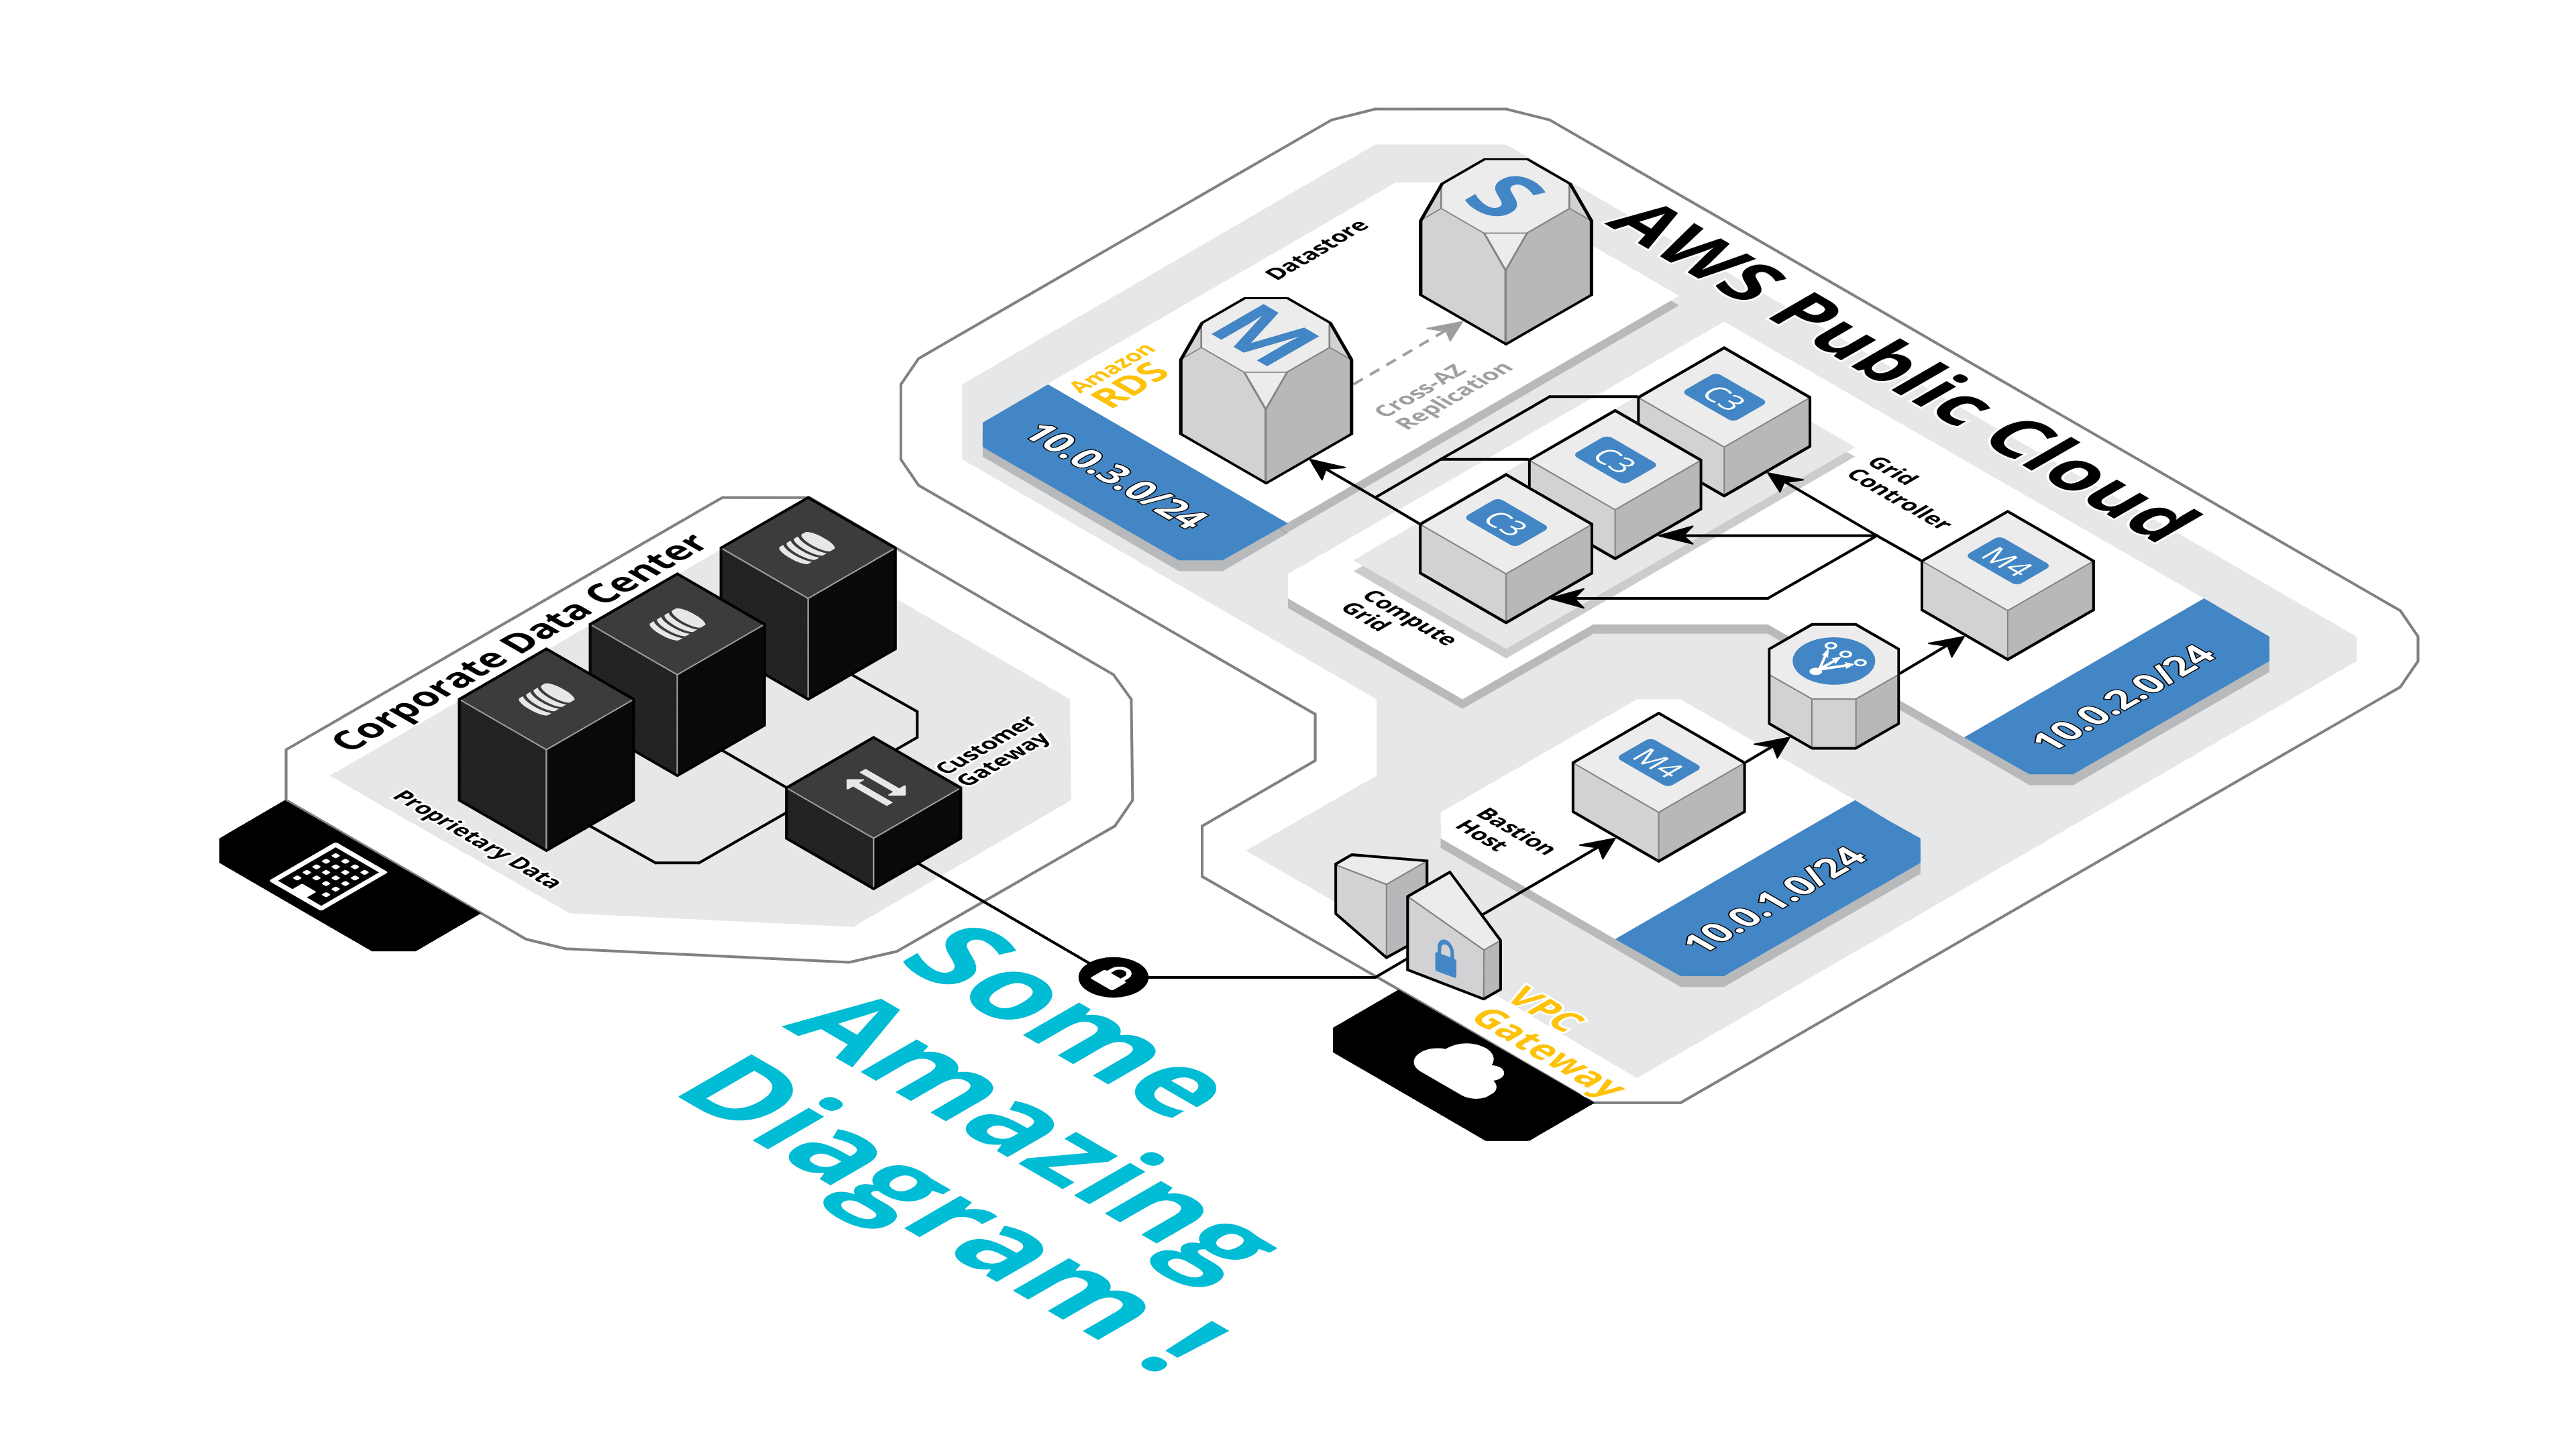 AWS Public Cloud
S
Datastore
M
Amazon
RDS
Cross-AZ
Replication
10.0.3.0/24
C3
C3
C3
Grid
Controller
M4
Compute
Grid
10.0.2.0/24
M4
Bastion
Host
10.0.1.0/24
VPC
Gateway
Corporate Data Center
Customer
Gateway
Proprietary Data
Some
Amazing
Diagram !